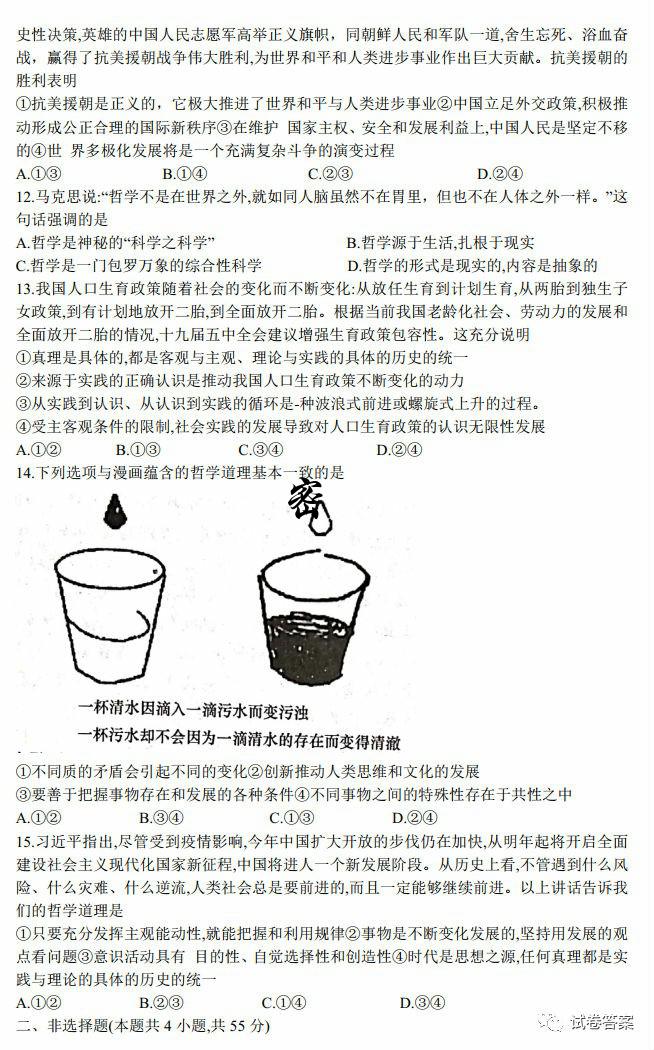 史性决策,英雄的中国人民志愿军高举正义旗帜，同朝鲜人民和军队一道,舍生忘死、浴血奋
战，赢得了抗美援朝战争伟大胜利,为世界和平和人类进步事业作出巨大贡献。抗美援朝的
胜利表明
①抗美援朝是正义的，它极大推进了世界和平与人类进步事业②中国立足外交政策,积极推
动形成公正合理的国际新秩序③在维护 国家主权、安全和发展利益上,中国人民是坚定不移
的④世 界多极化发展将是一个充满复杂斗争的演变过程
A.①③ B.①④ C.②③ D.②④
12.马克思说:“哲学不是在世界之外,就如同人脑虽然不在胃里，但也不在人体之外一样。”这
句话强调的是
A.哲学是神秘的“科学之科学” B.哲学源于生活,扎根于现实
C.哲学是一门包罗万象的综合性科学 D.哲学的形式是现实的,内容是抽象的
13.我国人口生育政策随着社会的变化而不断变化:从放任生育到计划生育,从两胎到独生子
女政策,到有计划地放开二胎,到全面放开二胎。根据当前我国老龄化社会、劳动力的发展和
全面放开二胎的情况,十九届五中全会建议增强生育政策包容性。这充分说明
①真理是具体的,都是客观与主观、理论与实践的具体的历史的统一
②来源于实践的正确认识是推动我国人口生育政策不断变化的动力
③从实践到认识、从认识到实践的循环是-种波浪式前进或螺旋式上升的过程。
④受主客观条件的限制,社会实践的发展导致对人口生育政策的认识无限性发展
A.①② B.①③ C.③④ D.②④
14.下列选项与漫画蕴含的哲学道理基本一致的是
密
一杯清水因滴入一滴污水而变污浊
一杯污水却不会因为一滴清水的存在而变得清澈
①不同质的矛盾会引起不同的变化②创新推动人类思维和文化的发展
③要善于把握事物存在和发展的各种条件④不同事物之间的特殊性存在于共性之中
A.①② B.③④ C.①③ D.②④
15.习近平指出,尽管受到疫情影响,今年中国扩大开放的步伐仍在加快,从明年起将开启全面
建设社会主义现代化国家新征程,中国将进人一个新发展阶段。从历史上看,不管遇到什么风
险、什么灾难、什么逆流,人类社会总是要前进的,而且一定能够继续前进。以上讲话告诉我
们的哲学道理是
①只要充分发挥主观能动性,就能把握和利用规律②事物是不断变化发展的,坚持用发展的观
点看问题③意识活动具有 目的性、自觉选择性和创造性④时代是思想之源,任何真理都是实
践与理论的具体的历史的统一
A.①② B.②③ C.①④ D.③④
二、非选择题(本题共 4 小题,共 55 分)
试卷答案